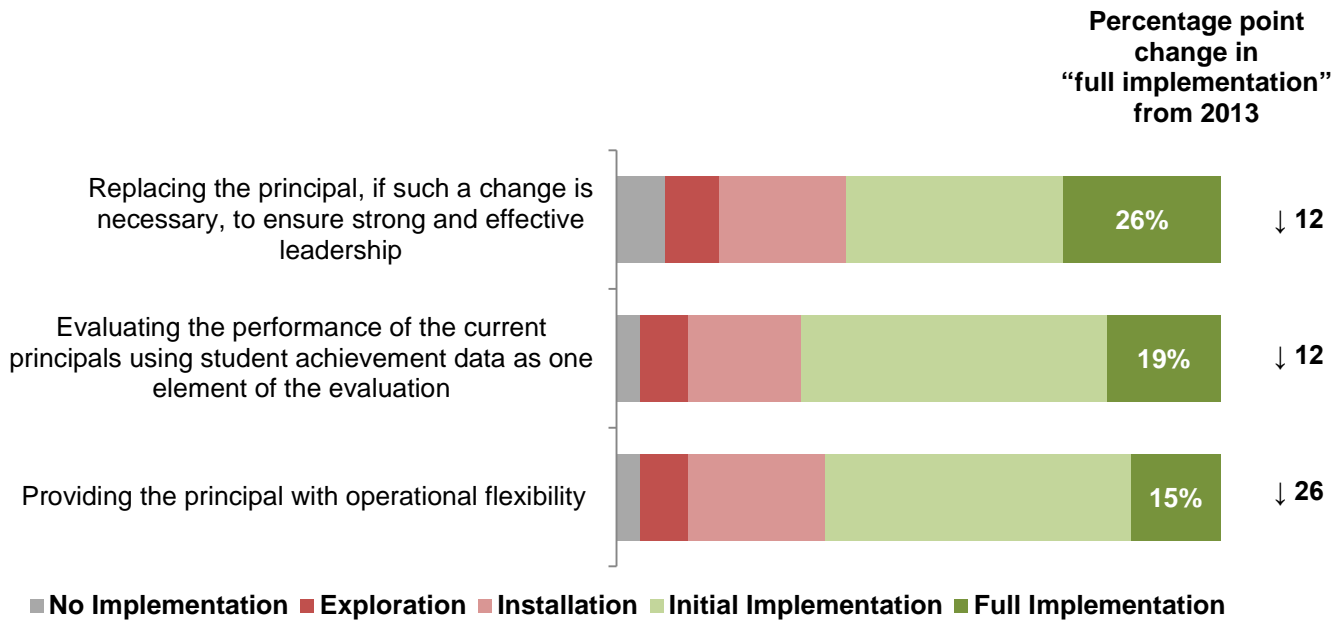 Percentage point
change in
“full implementation”
from 2013
Replacing the principal, if such a change is
necessary, to ensure strong and effective
leadership
26%
↓ 12
Evaluating the performance of the current
principals using student achievement data as one
element of the evaluation
19%
↓ 12
Providing the principal with operational flexibility
15%
↓ 26
No Implementation Exploration Installation Initial Implementation Full Implementation